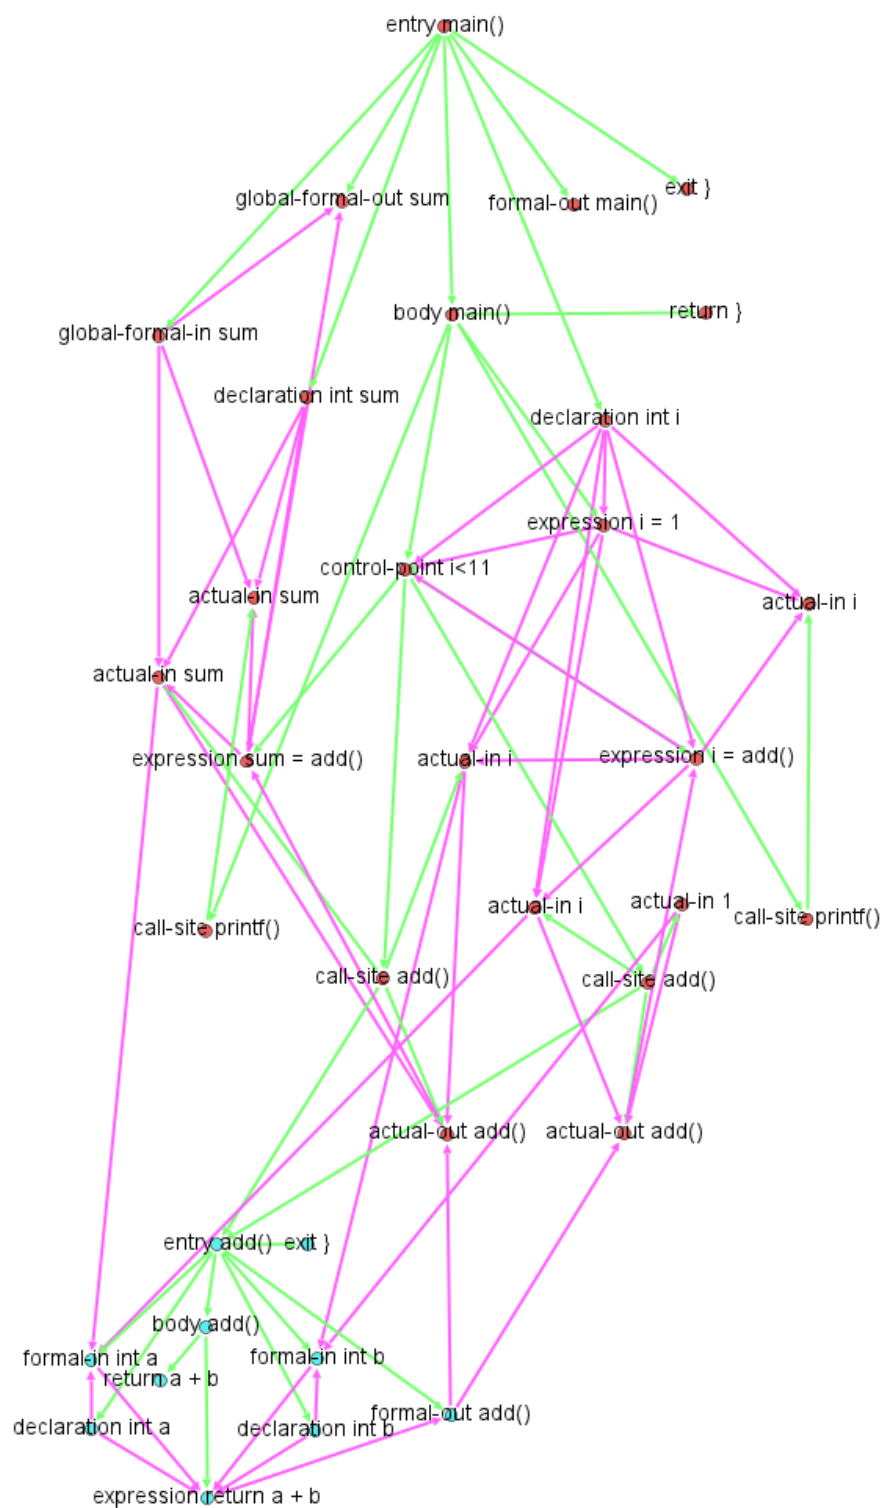 entry main()
global-formal-out sum
formal-out main()
exit }
body main()
return }
global-formal-in sum
declaration int sum
declaration int i
expression i = 1
control-point i<11
actual-in sum
actual-in i
actual-in sum
expression sum = add()
actual-in i
expression i = add()
actual-in i
actual-in 1
call-site printf()
call-site printf()
call-site add()
call-site add()
actual-out add()
actual-out add()
entry add()
exit }
body add()
formal-in int a
formal-in int b
return a + b
declaration int a
declaration int b
formal-out add()
expression return a + b